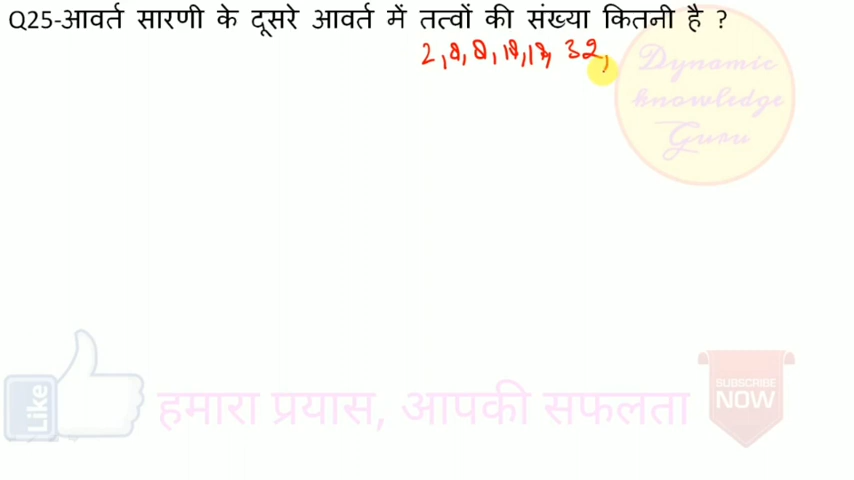 Q25-आवर्त सारणी के दूसरे आवर्त में तत्वों की संख्या कितनी है ?
2, 8, 8, 18, 18, 32,
Dynamic
knowledge
Guru
Like
हमारा प्रयास, आपकी सफलता
SUBSCRIBE
NOW